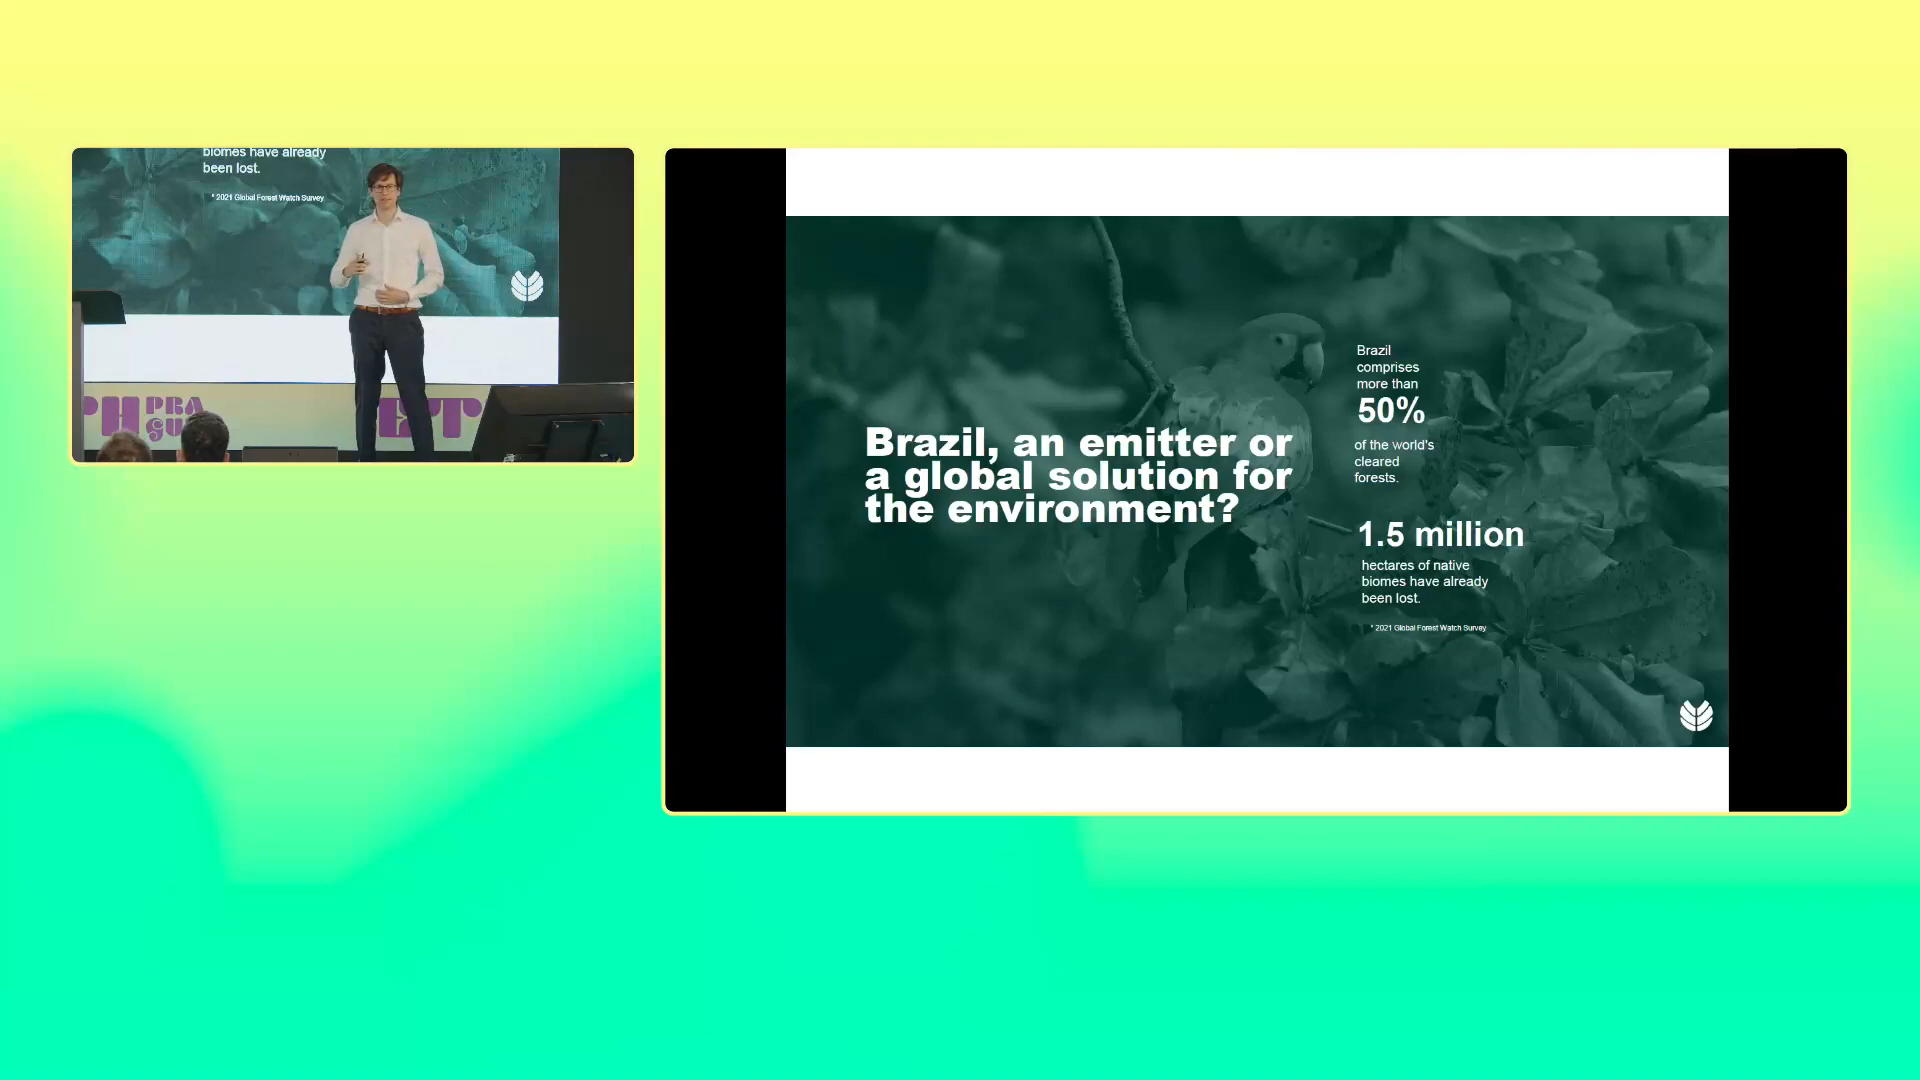 biomes have already
been lost.
* 2021 Global Forest Watch Survey
PRA
Brazil, an emitter or
a global solution for
the environment?
Brazil
comprises
more than
50%
of the world's
cleared
forests.
1.5 million
hectares of native
biomes have already
been lost.
* 2021 Global Forest Watch Survey